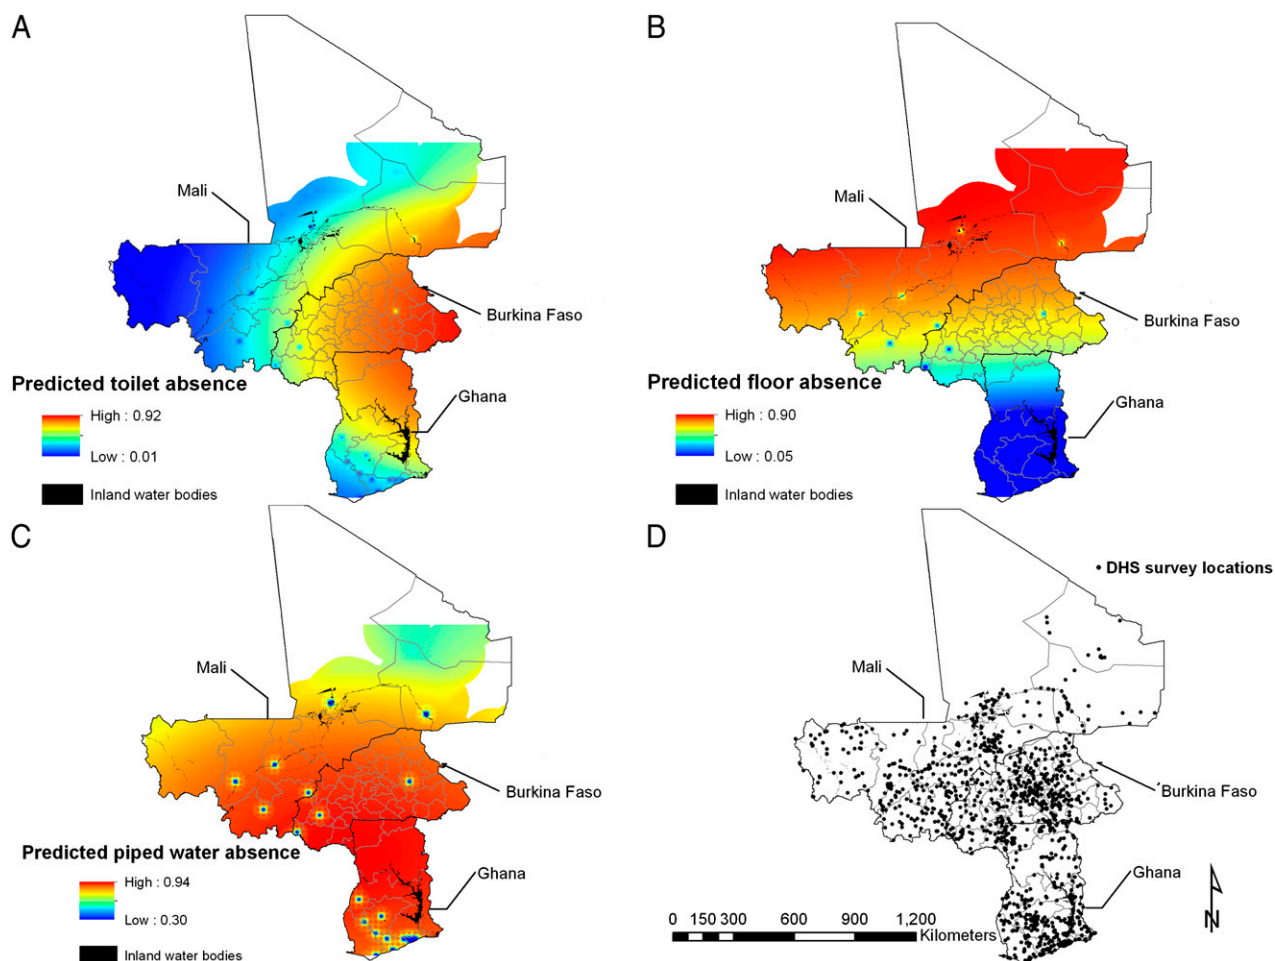 A
Mali
Burkina Faso
Predicted toilet absence
High : 0.92
Low : 0.01
Ghana
Inland water bodies
B
Mali
Burkina Faso
Predicted floor absence
High : 0.90
Low : 0.05
Ghana
Inland water bodies
C
Mali
Burkina Faso
Predicted piped water absence
High : 0.94
Low : 0.30
Ghana
Inland water bodies
D
• DHS survey locations
Mali
Burkina Faso
Ghana
0 150 300 600 900 1,200
Kilometers
N